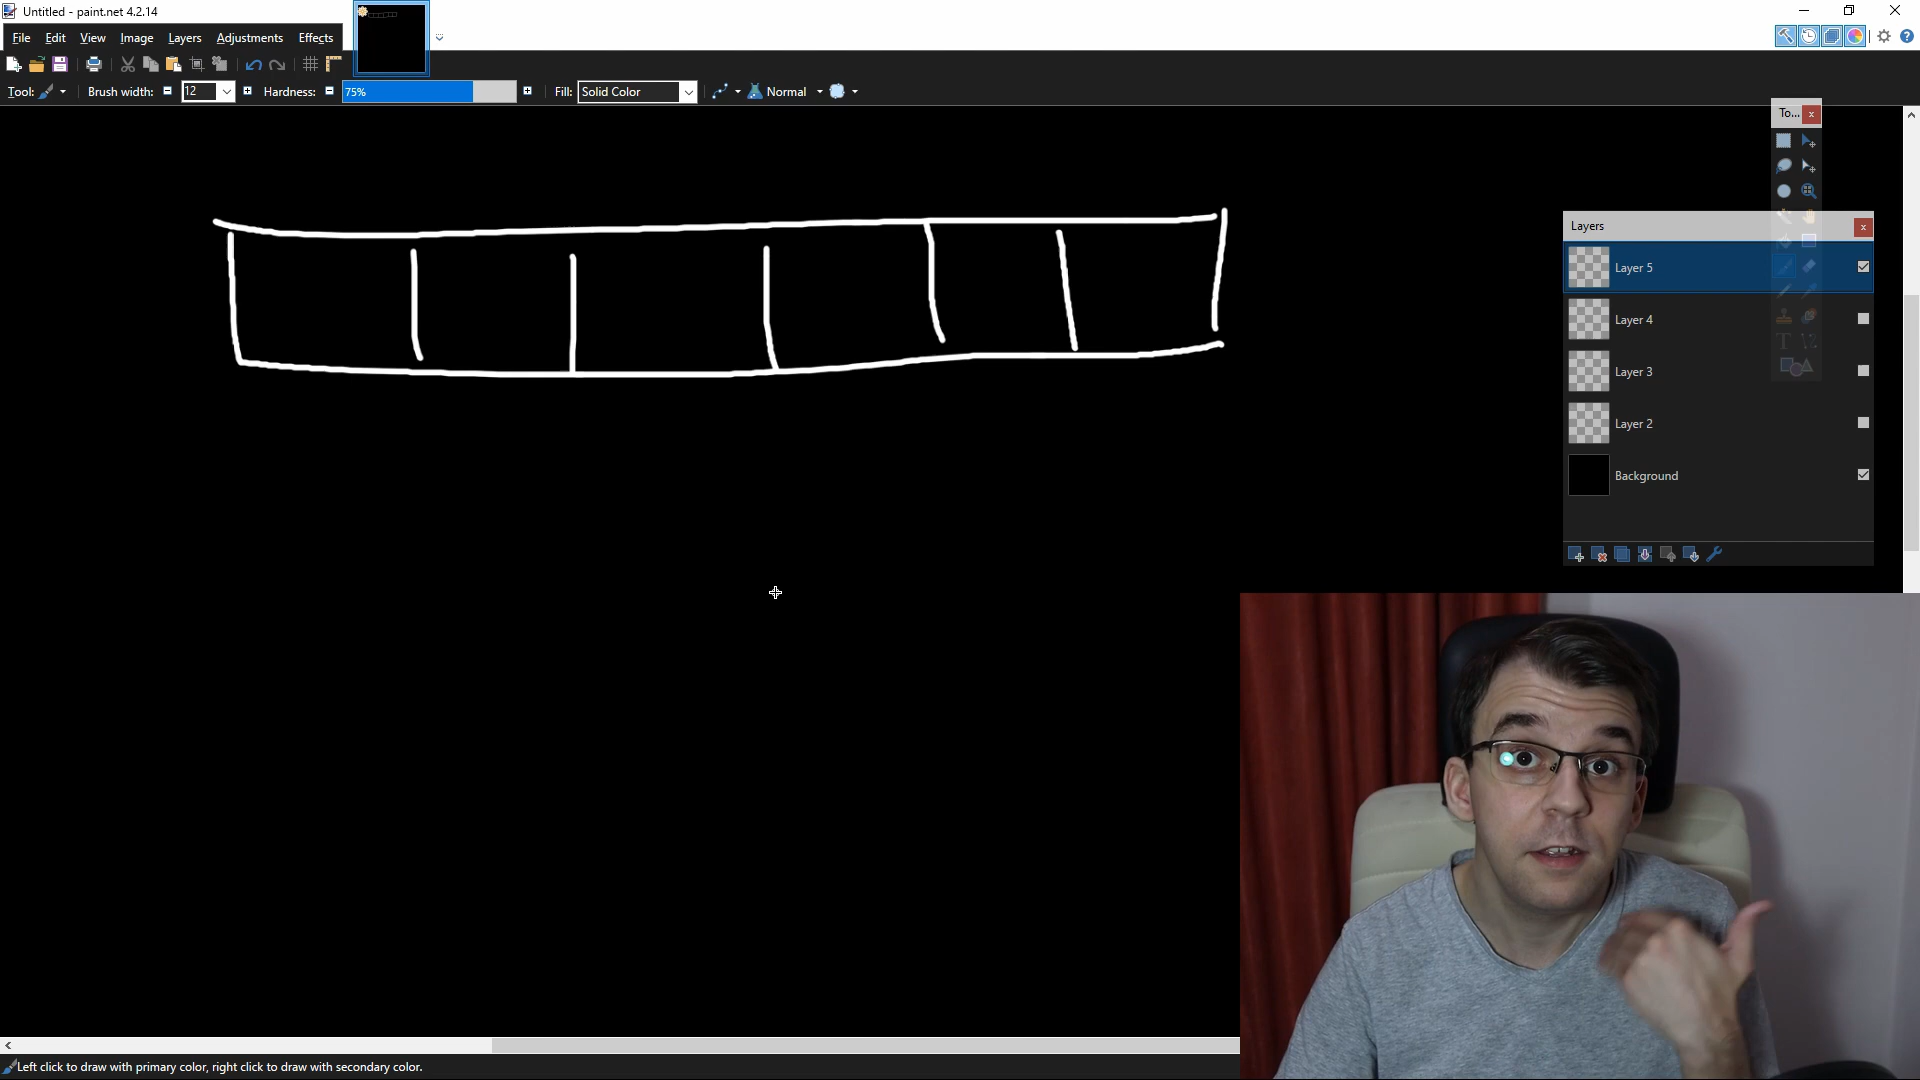 Untitled - paint.net 4.2.14
File Edit View Image Layers Adjustments Effects
Tool: Brush width: 12 Hardness: 75% Fill: Solid Color Normal
To...
Layers
Layer 5
Layer 4
Layer 3
Layer 2
Background
Left click to draw with primary color, right click to draw with secondary color.